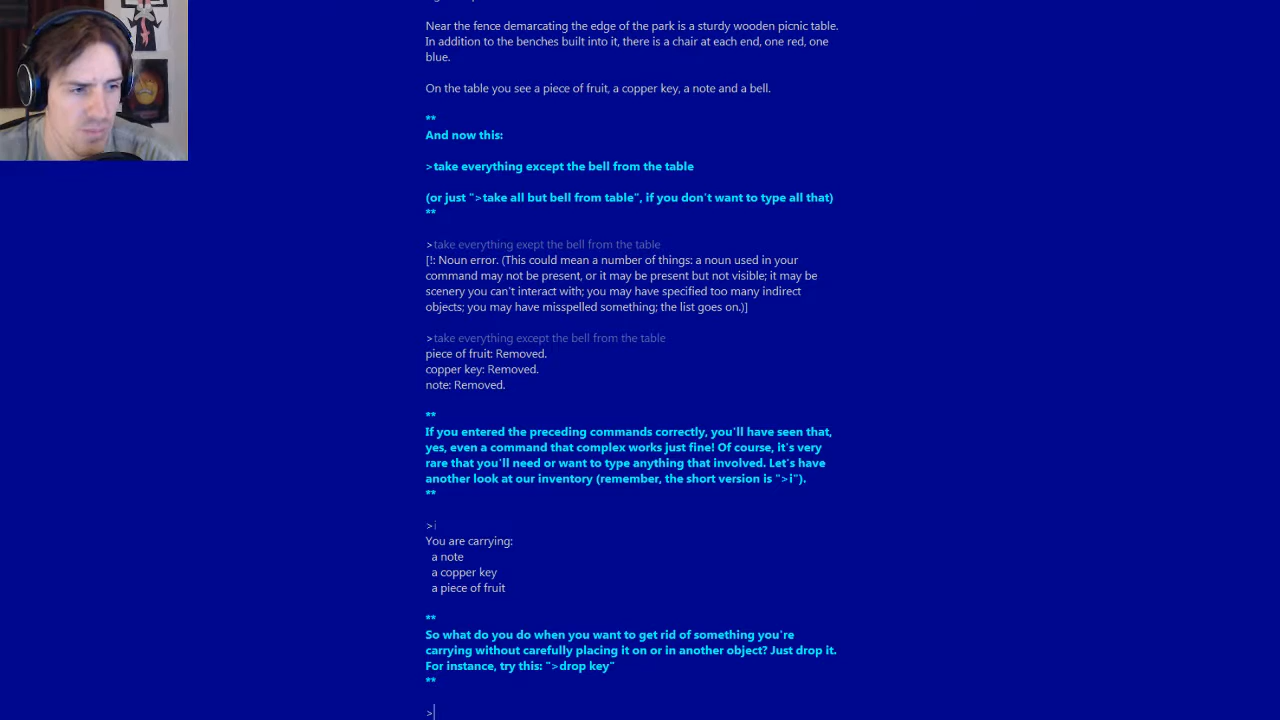 Near the fence demarcating the edge of the park is a sturdy wooden picnic table.
In addition to the benches built into it, there is a chair at each end, one red, one
blue.
On the table you see a piece of fruit, a copper key, a note and a bell.
**
And now this:
>take everything except the bell from the table
(or just ">take all but bell from table", if you don't want to type all that)
**
>take everything exept the bell from the table
[!: Noun error. (This could mean a number of things: a noun used in your
command may not be present, or it may be present but not visible; it may be
scenery you can't interact with; you may have specified too many indirect
objects; you may have misspelled something; the list goes on.)]
>take everything except the bell from the table
piece of fruit: Removed.
copper key: Removed.
note: Removed.
**
If you entered the preceding commands correctly, you'll have seen that,
yes, even a command that complex works just fine! Of course, it's very
rare that you'll need or want to type anything that involved. Let's have
another look at our inventory (remember, the short version is ">i").
**
>i
You are carrying:
a note
a copper key
a piece of fruit
**
So what do you do when you want to get rid of something you're
carrying without carefully placing it on or in another object? Just drop it.
For instance, try this: ">drop key"
**
>